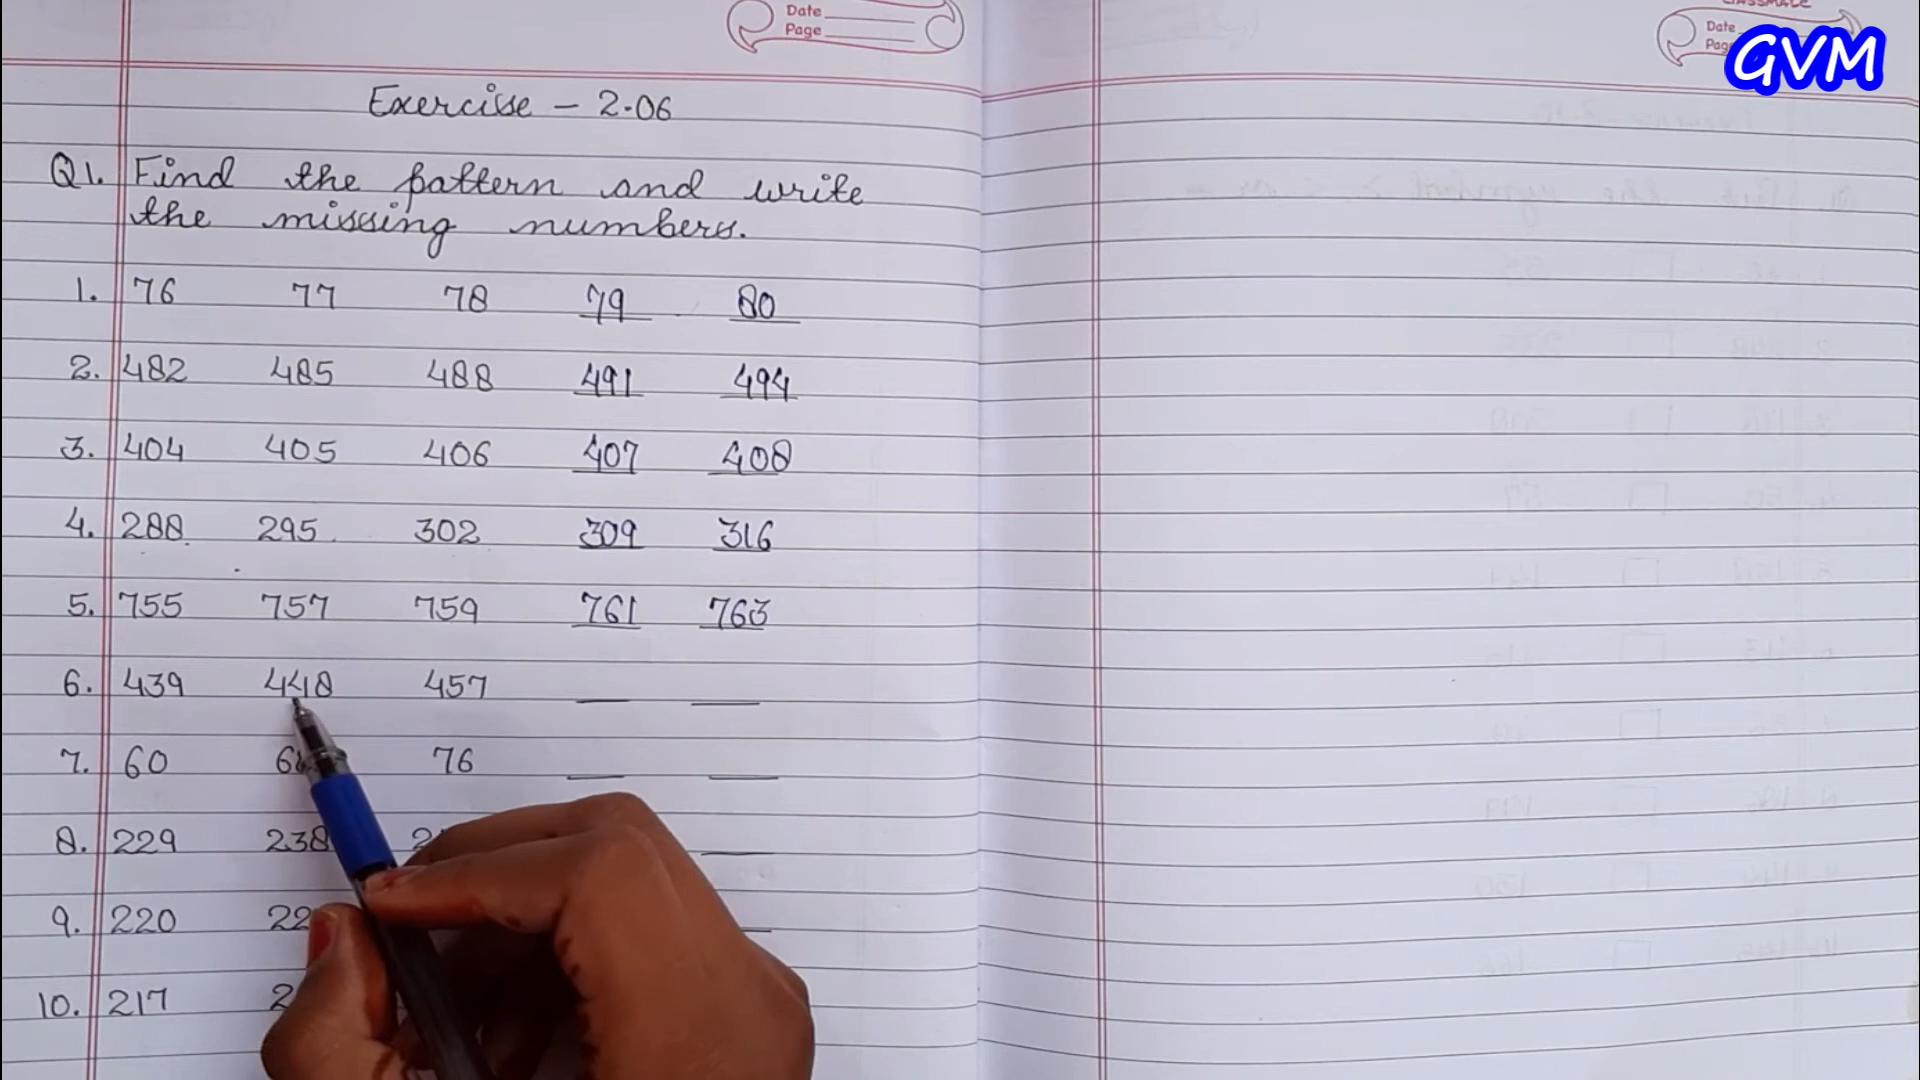 Date
Page
Date
Page
GVM
Exercise - 2.06
Q1. Find the pattern and write
the missing numbers.
1. 76 77 78 79 80
2. 482 485 488 491 494
3. 404 405 406 407 408
4. 288 295 302 309 316
5. 755 757 759 761 763
6. 439 448 457
7. 60 76
8. 229 238
9. 220
10. 217